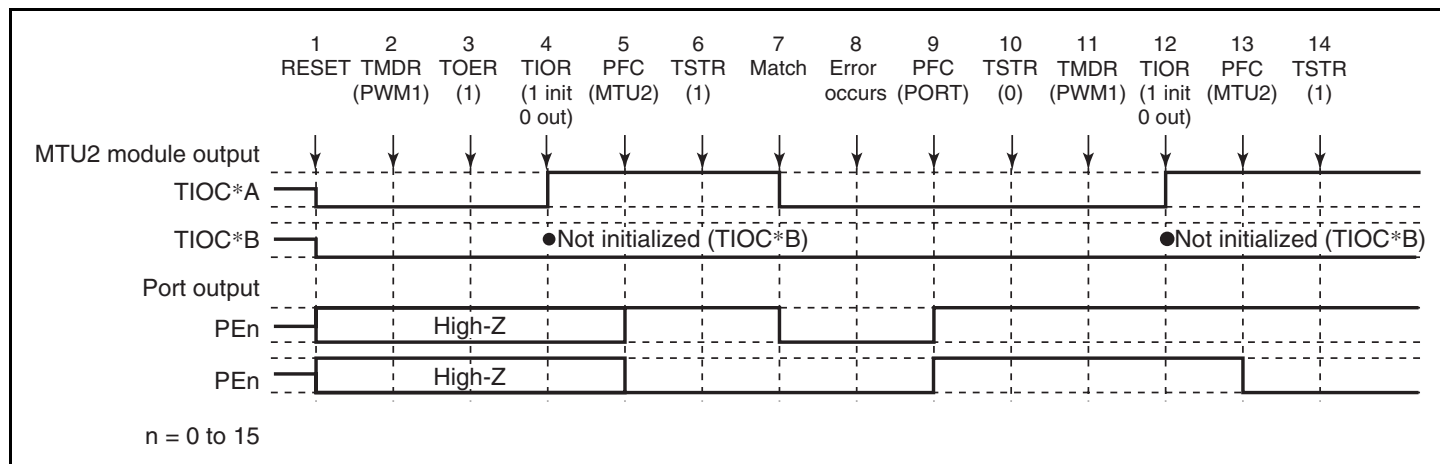 1 2 3 4 5 6 7 8 9 10 11 12 13 14
RESET TMDR TOER TIOR PFC TSTR Match Error PFC TSTR TMDR TIOR PFC TSTR
(PWM1) (1) (1 init (MTU2) (1) occurs (PORT) (0) (PWM1) (1 init (MTU2) (1)
0 out) 0 out)
MTU2 module output
TIOC*A
TIOC*B
Not initialized (TIOC*B) Not initialized (TIOC*B)
Port output
PEn
High-Z
PEn
High-Z
n = 0 to 15